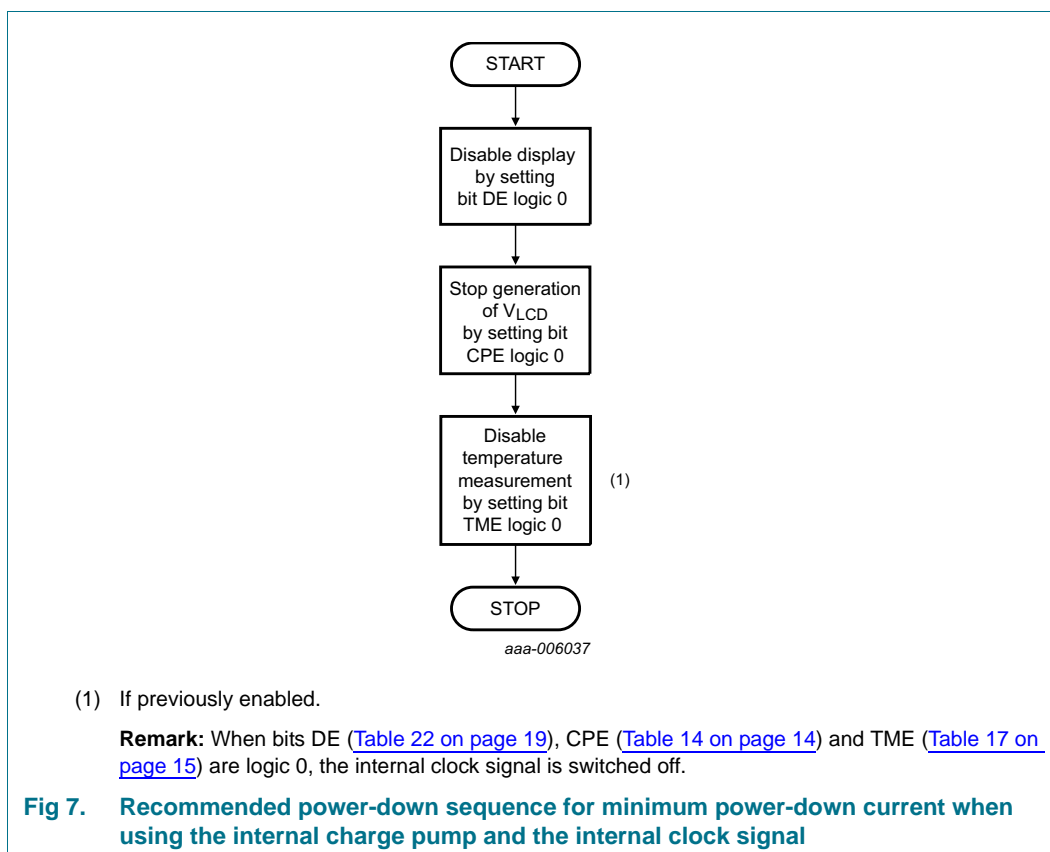 START
Disable display
by setting
bit DE logic 0
Stop generation
of VLCD
by setting bit
CPE logic 0
Disable
temperature
measurement
by setting bit
TME logic 0
(1)
STOP
aaa-006037
(1) If previously enabled.
Remark: When bits DE (Table 22 on page 19), CPE (Table 14 on page 14) and TME (Table 17 on
page 15) are logic 0, the internal clock signal is switched off.
Fig 7. Recommended power-down sequence for minimum power-down current when
using the internal charge pump and the internal clock signal